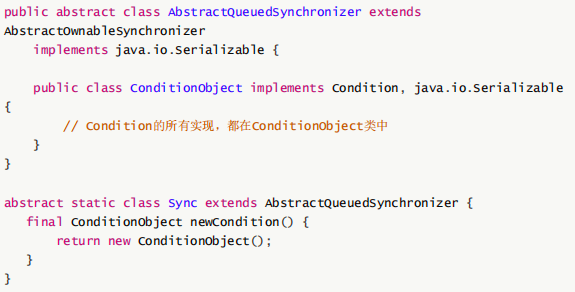 public abstract class AbstractQueuedSynchronizer extends
AbstractOwnableSynchronizer
    implements java.io.Serializable {
    public class ConditionObject implements Condition, java.io.Serializable
{
        // Condition的所有实现，都在ConditionObject类中
    }
}
abstract static class Sync extends AbstractQueuedSynchronizer {
   final ConditionObject newCondition() {
       return new ConditionObject();
   }
}